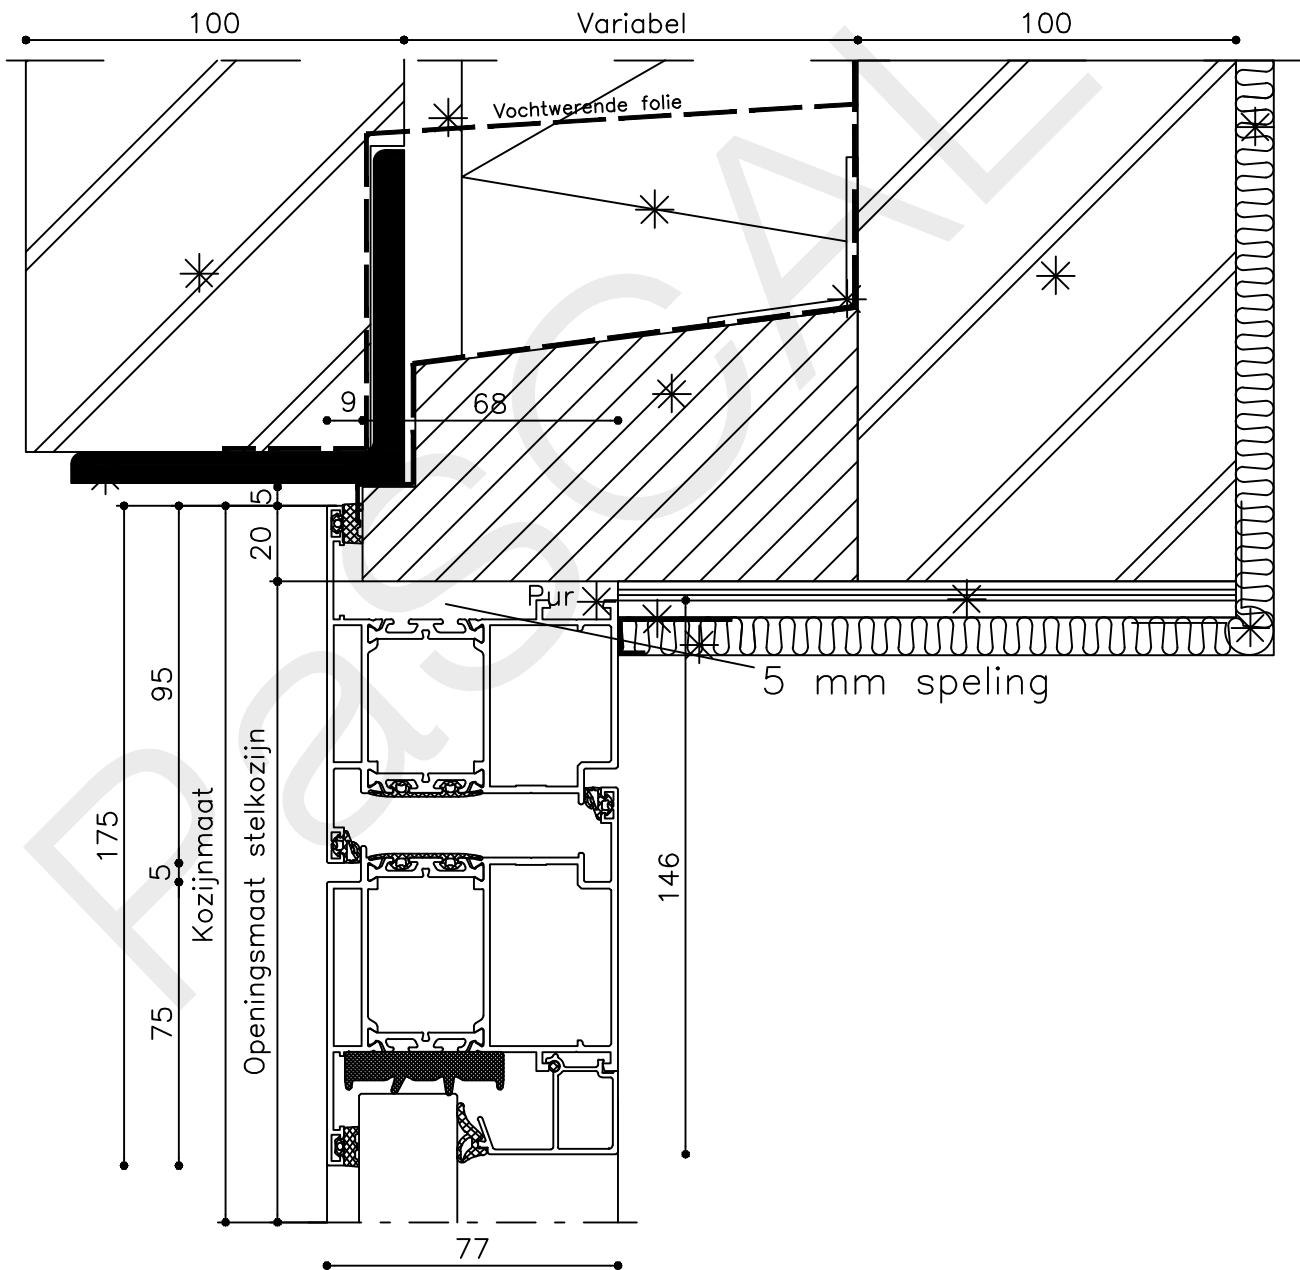 100
Variabel
100
Vochtwerende folie
9
68
5
20
Pur
5 mm speling
95
175
5
75
Kozijnmaat
Openingsmaat stelkozijn
146
77
PaSCAL